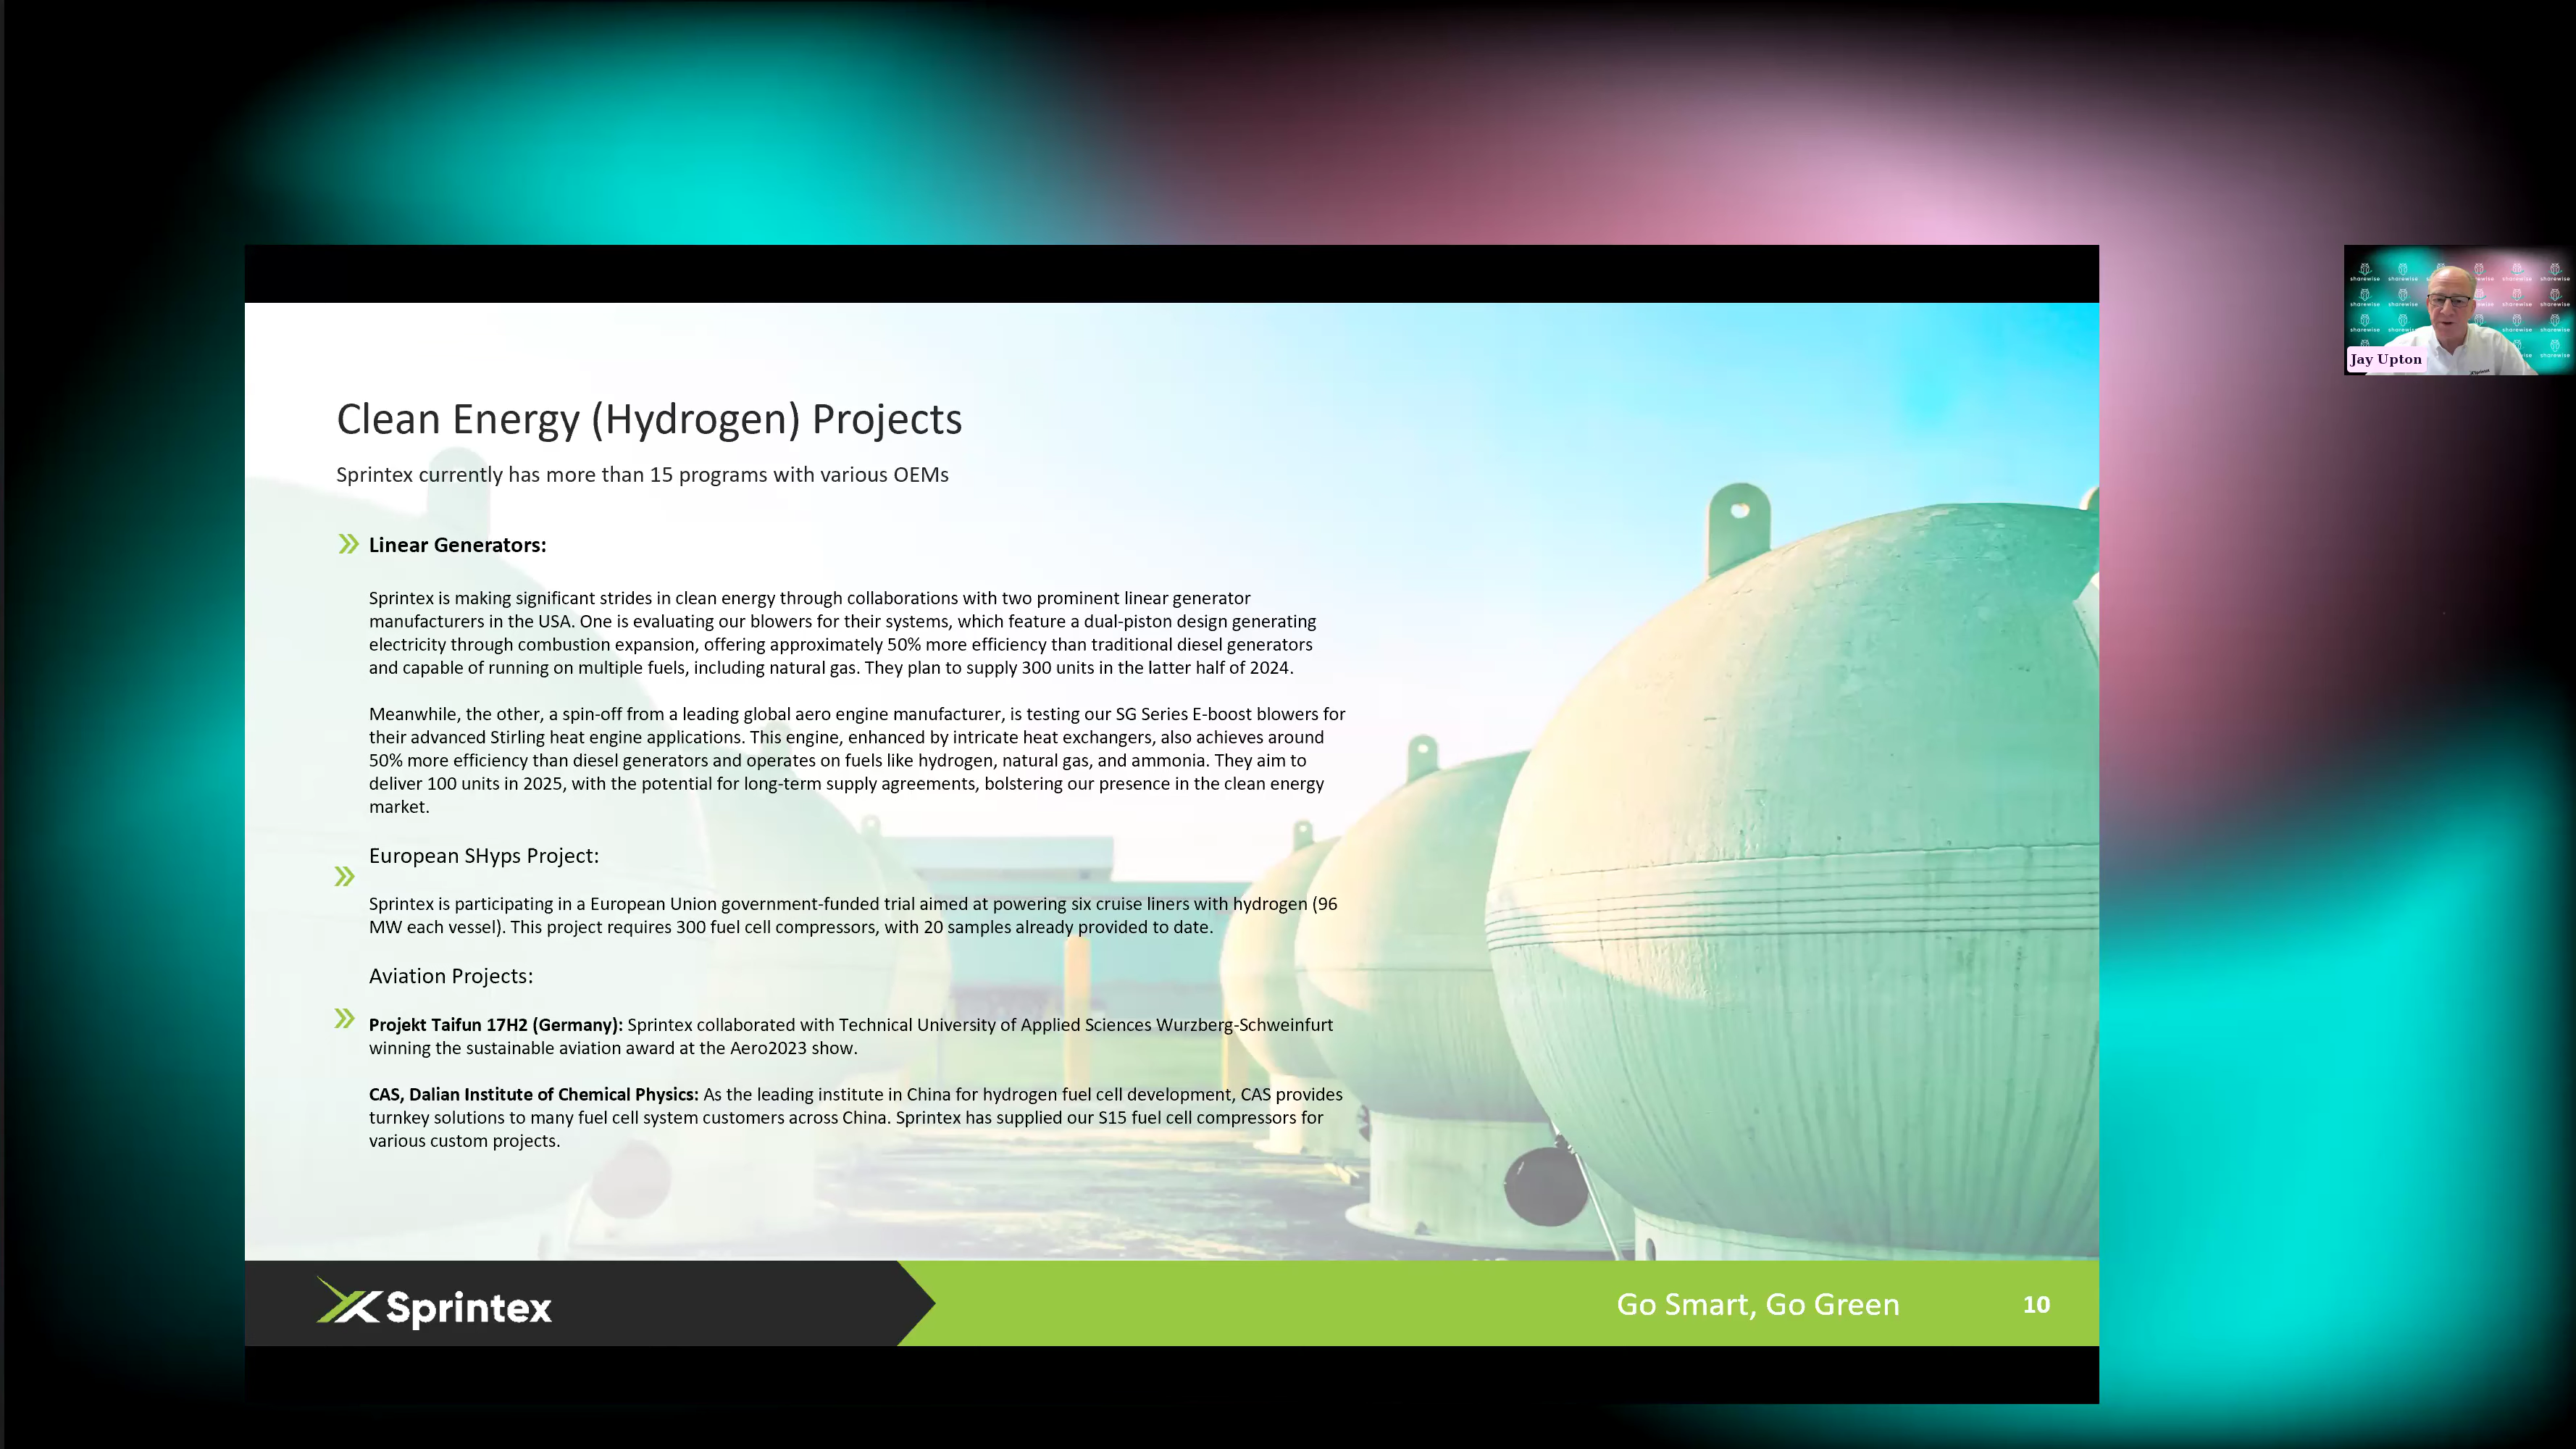 Clean Energy (Hydrogen) Projects
Sprintex currently has more than 15 programs with various OEMs
Linear Generators:
Sprintex is making significant strides in clean energy through collaborations with two prominent linear generator
manufacturers in the USA. One is evaluating our blowers for their systems, which feature a dual-piston design generating
electricity through combustion expansion, offering approximately 50% more efficiency than traditional diesel generators
and capable of running on multiple fuels, including natural gas. They plan to supply 300 units in the latter half of 2024.
Meanwhile, the other, a spin-off from a leading global aero engine manufacturer, is testing our SG Series E-boost blowers for
their advanced Stirling heat engine applications. This engine, enhanced by intricate heat exchangers, also achieves around
50% more efficiency than diesel generators and operates on fuels like hydrogen, natural gas, and ammonia. They aim to
deliver 100 units in 2025, with the potential for long-term supply agreements, bolstering our presence in the clean energy
market.
European SHyps Project:
Sprintex is participating in a European Union government-funded trial aimed at powering six cruise liners with hydrogen (96
MW each vessel). This project requires 300 fuel cell compressors, with 20 samples already provided to date.
Aviation Projects:
Projekt Taifun 17H2 (Germany): Sprintex collaborated with Technical University of Applied Sciences Wurzberg-Schweinfurt
winning the sustainable aviation award at the Aero2023 show.
CAS, Dalian Institute of Chemical Physics: As the leading institute in China for hydrogen fuel cell development, CAS provides
turnkey solutions to many fuel cell system customers across China. Sprintex has supplied our S15 fuel cell compressors for
various custom projects.
Sprintex
Go Smart, Go Green
10
Jay Upton
sharewise